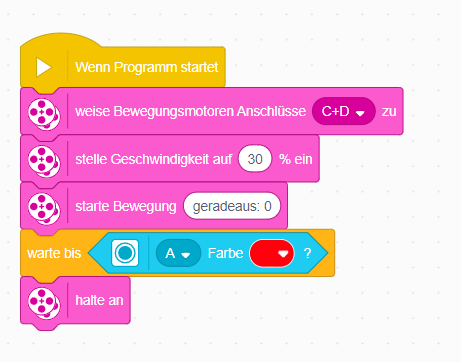 Wenn Programm startet
weise Bewegungsmotoren Anschlüsse C+D zu
stelle Geschwindigkeit auf 30 % ein
starte Bewegung geradeaus: 0
warte bis A Farbe ?
halte an